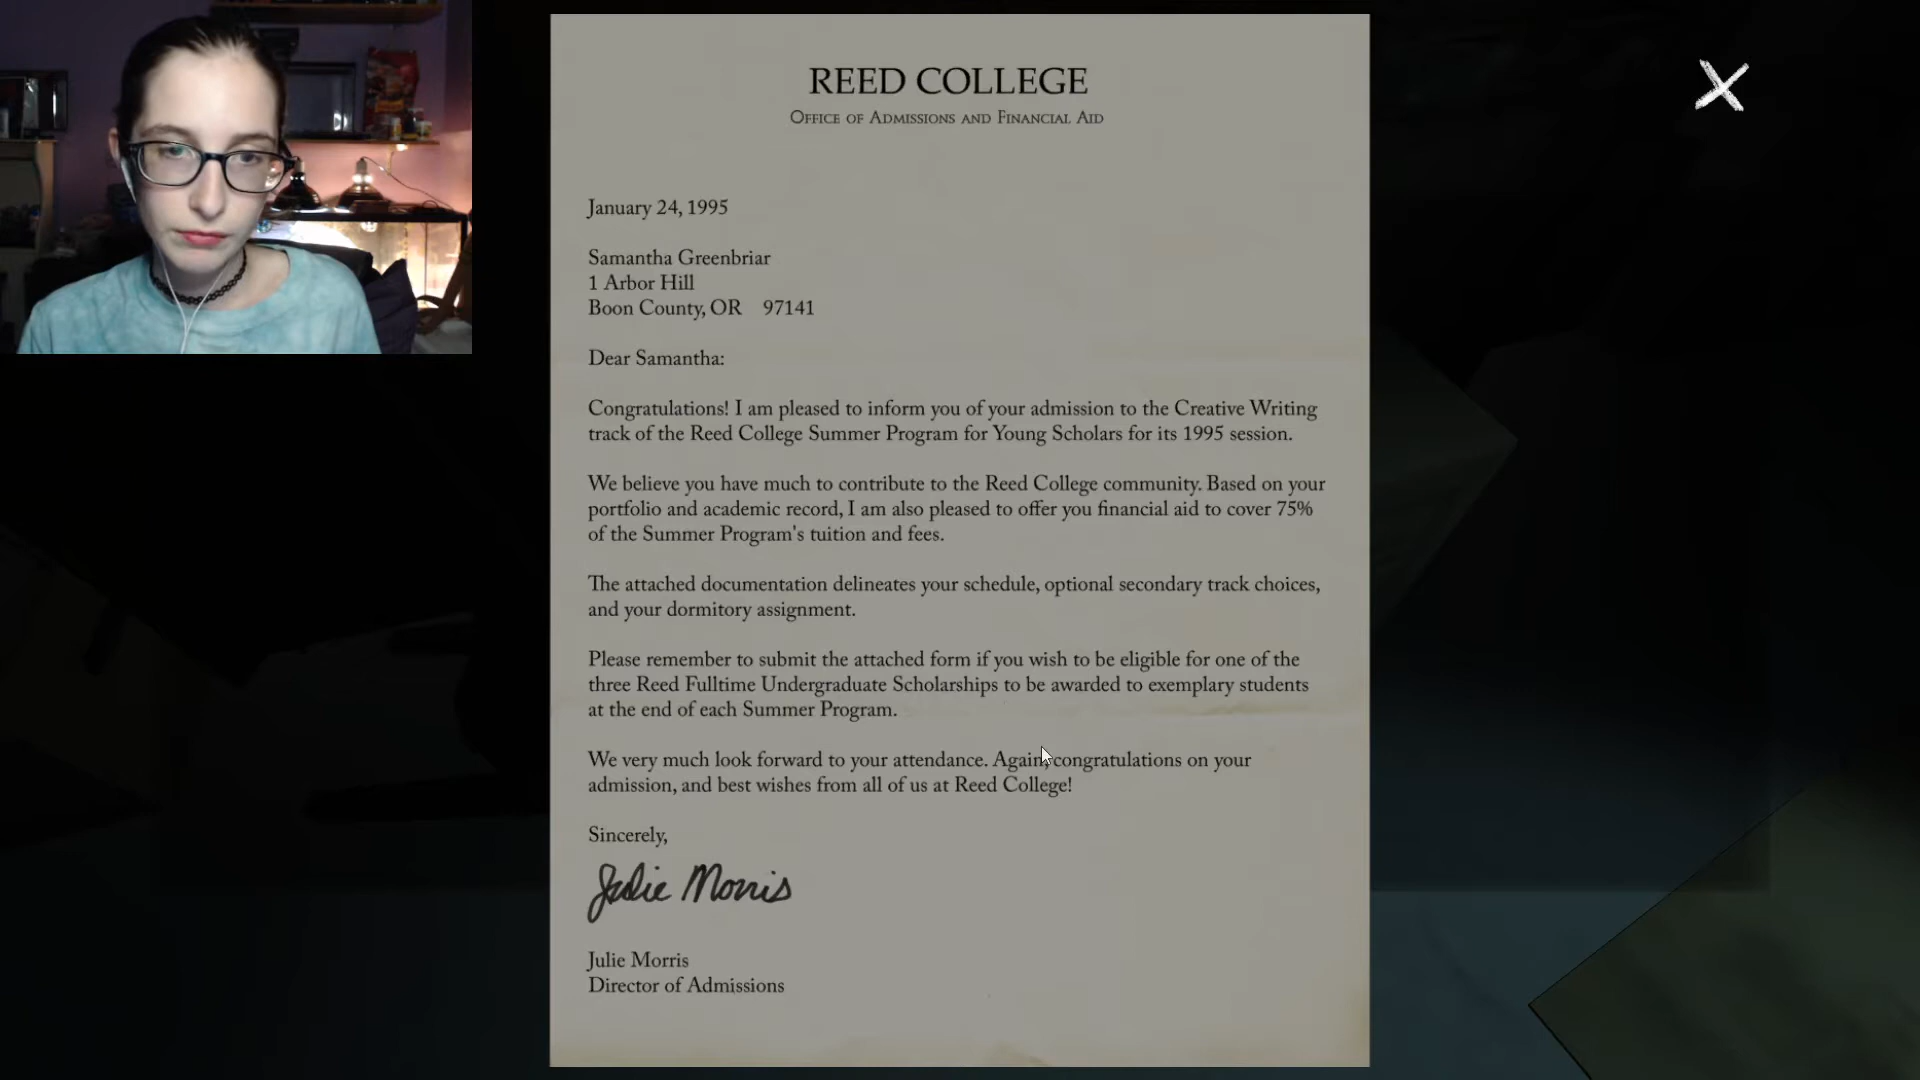 REED COLLEGE
Office of Admissions and Financial Aid
January 24, 1995
Samantha Greenbriar
1 Arbor Hill
Boon County, OR 97141
Dear Samantha:
Congratulations! I am pleased to inform you of your admission to the Creative Writing
track of the Reed College Summer Program for Young Scholars for its 1995 session.
We believe you have much to contribute to the Reed College community. Based on your
portfolio and academic record, I am also pleased to offer you financial aid to cover 75%
of the Summer Program's tuition and fees.
The attached documentation delineates your schedule, optional secondary track choices,
and your dormitory assignment.
Please remember to submit the attached form if you wish to be eligible for one of the
three Reed Fulltime Undergraduate Scholarships to be awarded to exemplary students
at the end of each Summer Program.
We very much look forward to your attendance. Again, congratulations on your
admission, and best wishes from all of us at Reed College!
Sincerely,
Julie Morris
Julie Morris
Director of Admissions